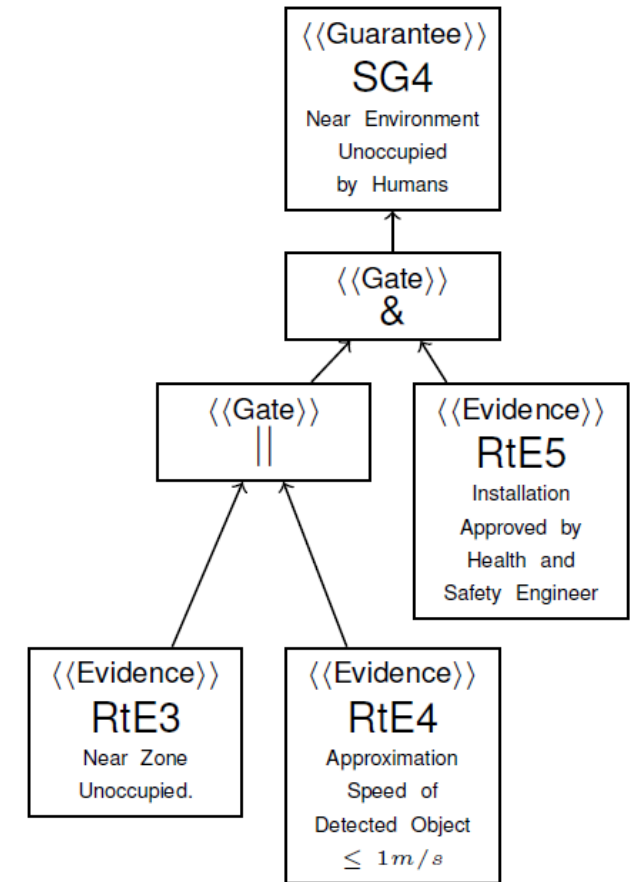 ⟨⟨Guarantee⟩⟩
SG4
Near Environment
Unoccupied
by Humans
⟨⟨Gate⟩⟩
&
⟨⟨Gate⟩⟩
||
⟨⟨Evidence⟩⟩
RtE5
Installation
Approved by
Health and
Safety Engineer
⟨⟨Evidence⟩⟩
RtE3
Near Zone
Unoccupied.
⟨⟨Evidence⟩⟩
RtE4
Approximation
Speed of
Detected Object
≤ 1m/s